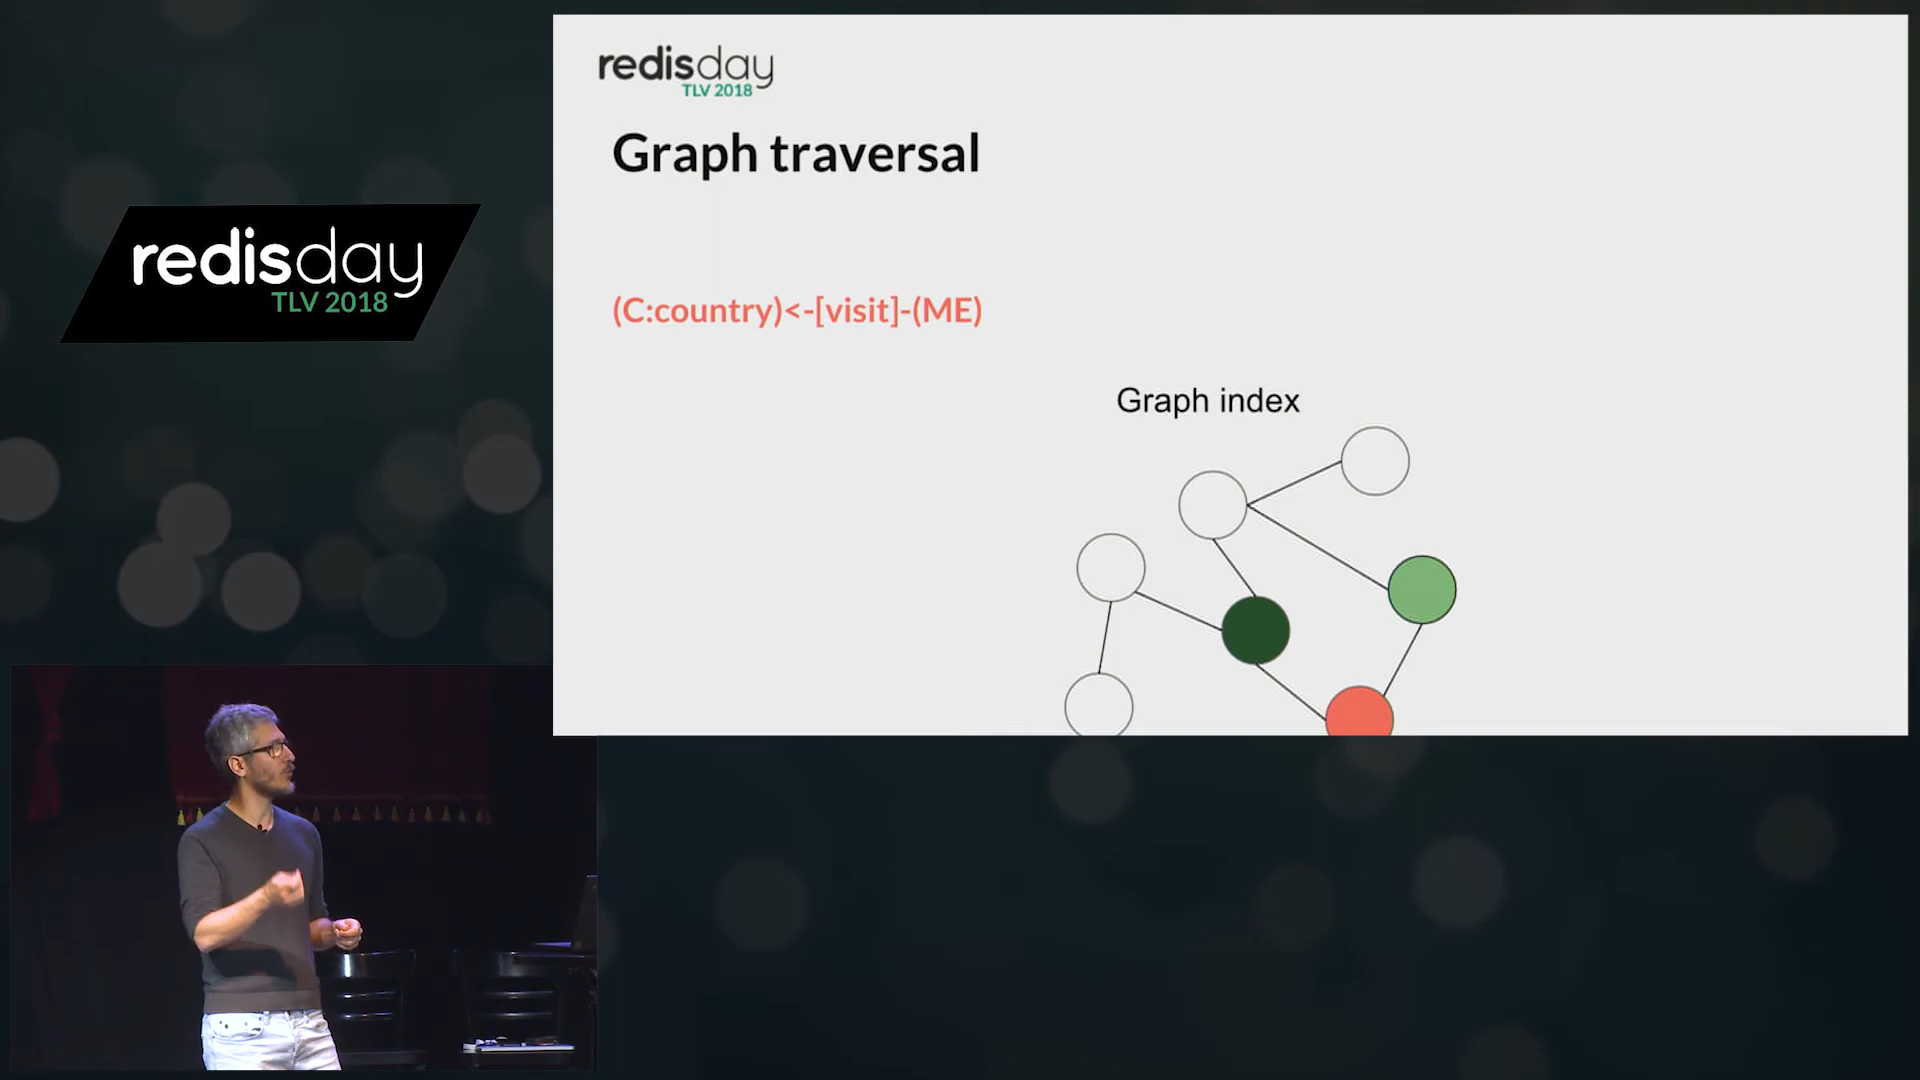 redisday
TLV 2018
redisday
TLV 2018
Graph traversal
(C:country)<-[visit]-(ME)
Graph index